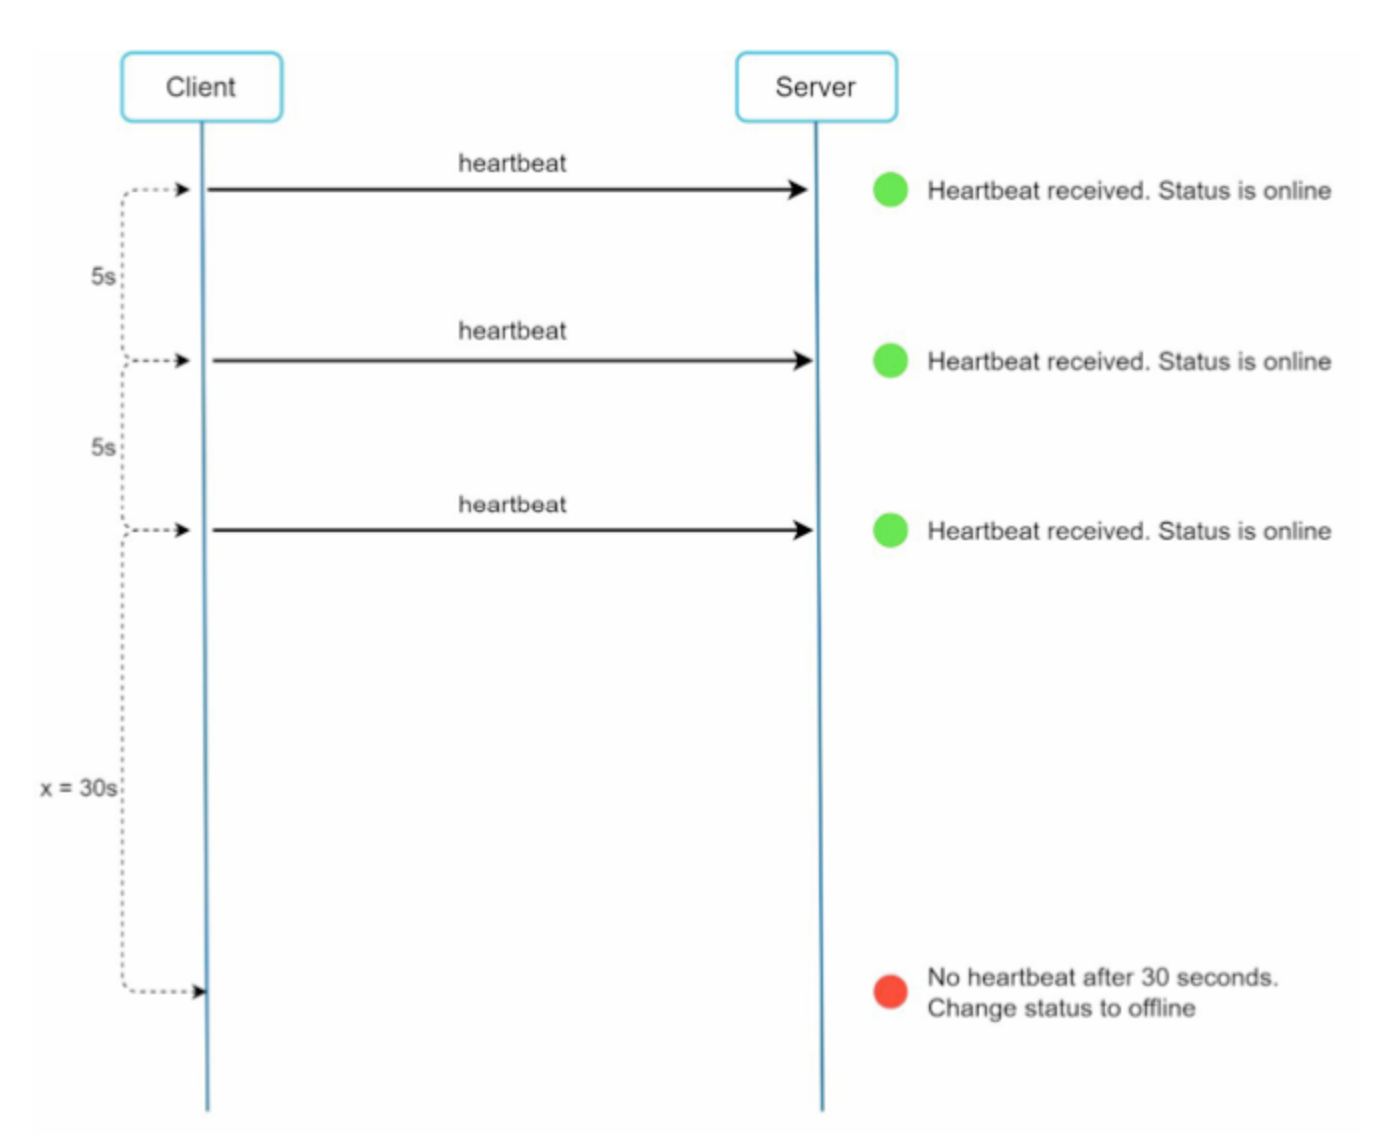 Client
Server
heartbeat
Heartbeat received. Status is online
5s
heartbeat
Heartbeat received. Status is online
5s
heartbeat
Heartbeat received. Status is online
x = 30s
No heartbeat after 30 seconds.
Change status to offline